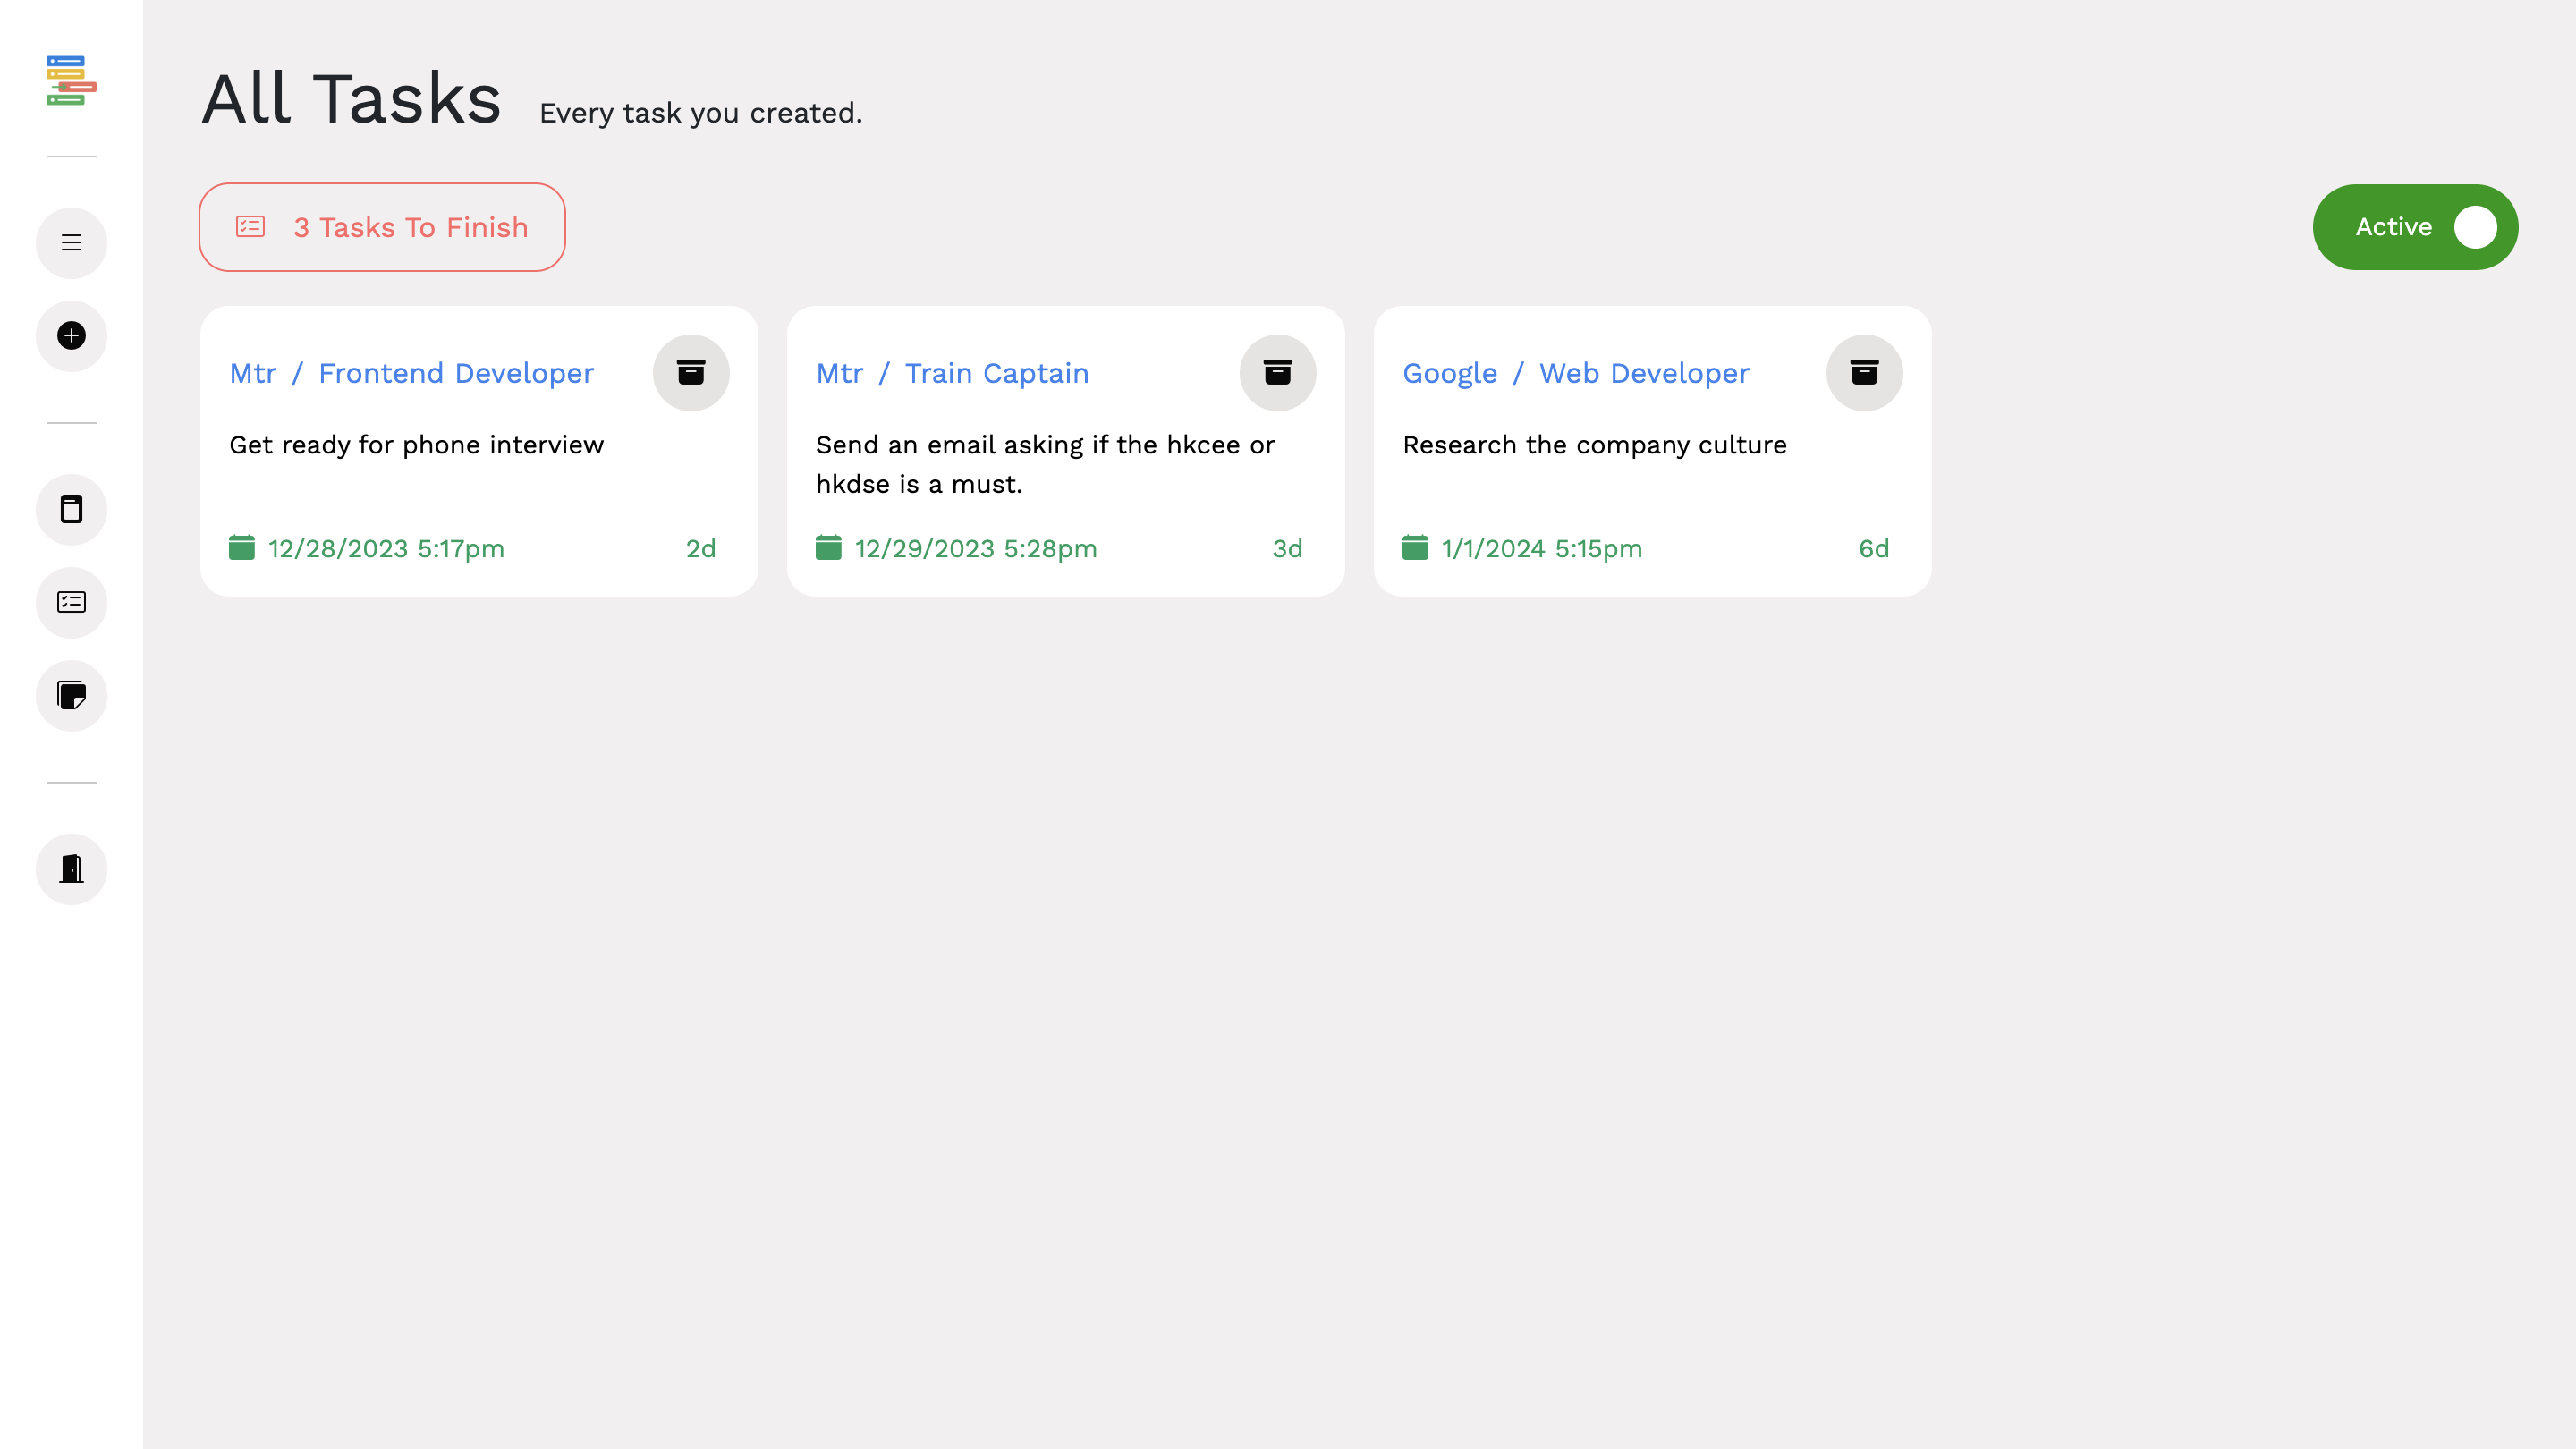 All Tasks Every task you created.
3 Tasks To Finish
Active
Mtr / Frontend Developer
Get ready for phone interview
12/28/2023 5:17pm 2d
Mtr / Train Captain
Send an email asking if the hkcee or
hkdse is a must.
12/29/2023 5:28pm 3d
Google / Web Developer
Research the company culture
1/1/2024 5:15pm 6d